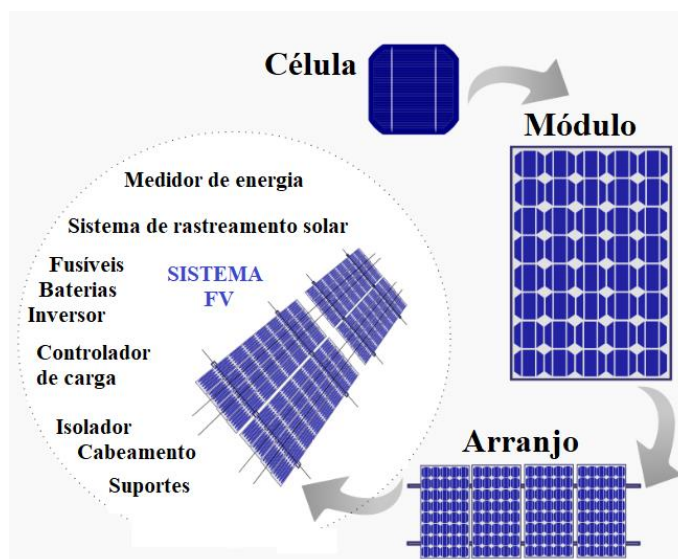 Célula
Módulo
Arranjo
Medidor de energia
Sistema de rastreamento solar
SISTEMA
FV
Fusíveis
Baterias
Inversor
Controlador
de carga
Isolador
Cabeamento
Suportes